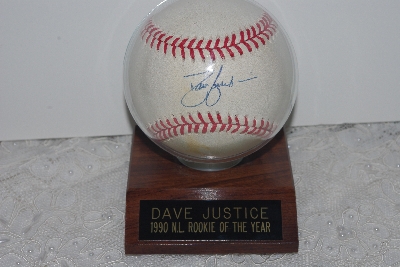 DAVE JUSTICE
1990 N.L. ROOKIE OF THE YEAR